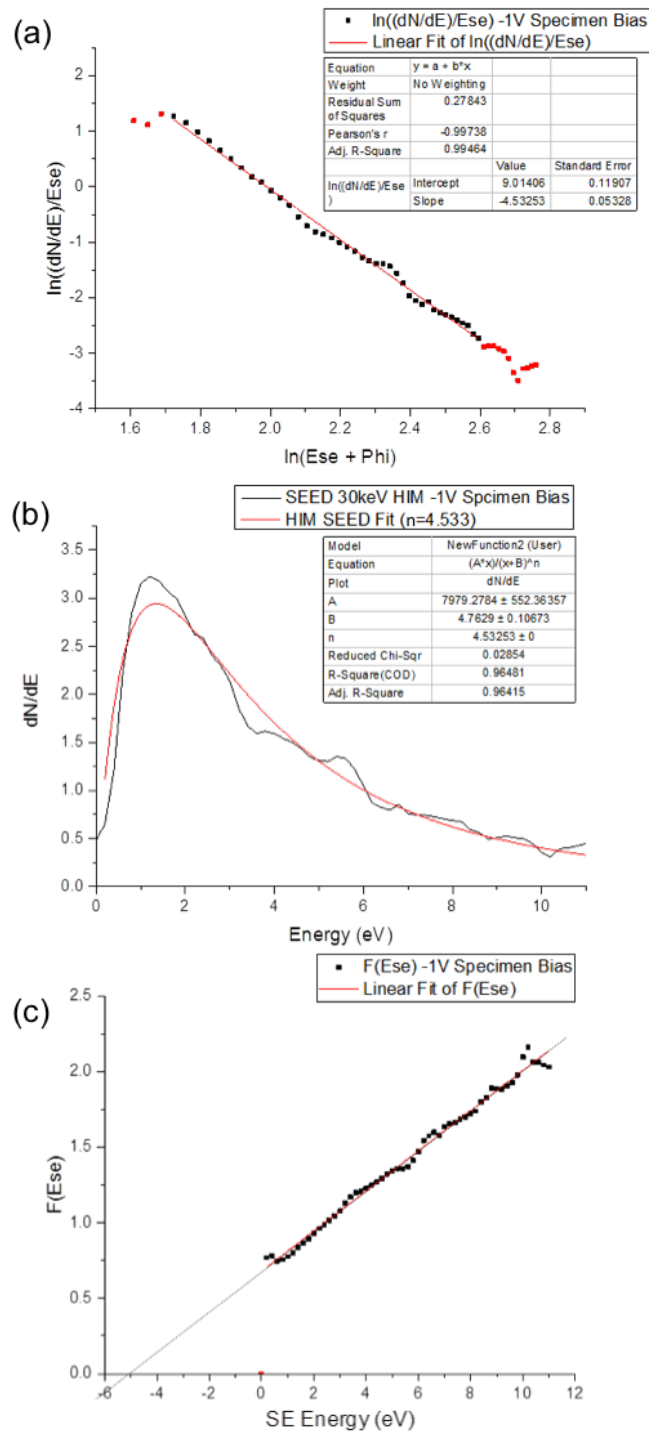 (a)
ln((dN/dE)/Ese) -1V Specimen Bias
Linear Fit of ln((dN/dE)/Ese)
Equation y = a + b*x
Weight No Weighting
Residual Sum of Squares 0.27843
Pearson's r -0.99738
Adj. R-Square 0.99464
Value Standard Error
ln((dN/dE)/Ese) Intercept 9.01406 0.11907
Slope -4.53253 0.05328
ln((dN/dE)/Ese)
2
1
0
-1
-2
-3
-4
1.6 1.8 2.0 2.2 2.4 2.6 2.8
ln(Ese + Phi)
(b)
SEED 30keV HIM -1V Spcimen Bias
HIM SEED Fit (n=4.533)
Model NewFunction2 (User)
Equation (A*x)/(x+B)^n
Plot dN/dE
A 7979.2784 ± 552.36357
B 4.7629 ± 0.10673
n 4.53253 ± 0
Reduced Chi-Sqr 0.02854
R-Square(COD) 0.96481
Adj. R-Square 0.96415
dN/dE
3.5
3.0
2.5
2.0
1.5
1.0
0.5
0.0
0 2 4 6 8 10
Energy (eV)
(c)
F(Ese) -1V Specimen Bias
Linear Fit of F(Ese)
F(Ese)
2.5
2.0
1.5
1.0
0.5
0.0
-6 -4 -2 0 2 4 6 8 10 12
SE Energy (eV)